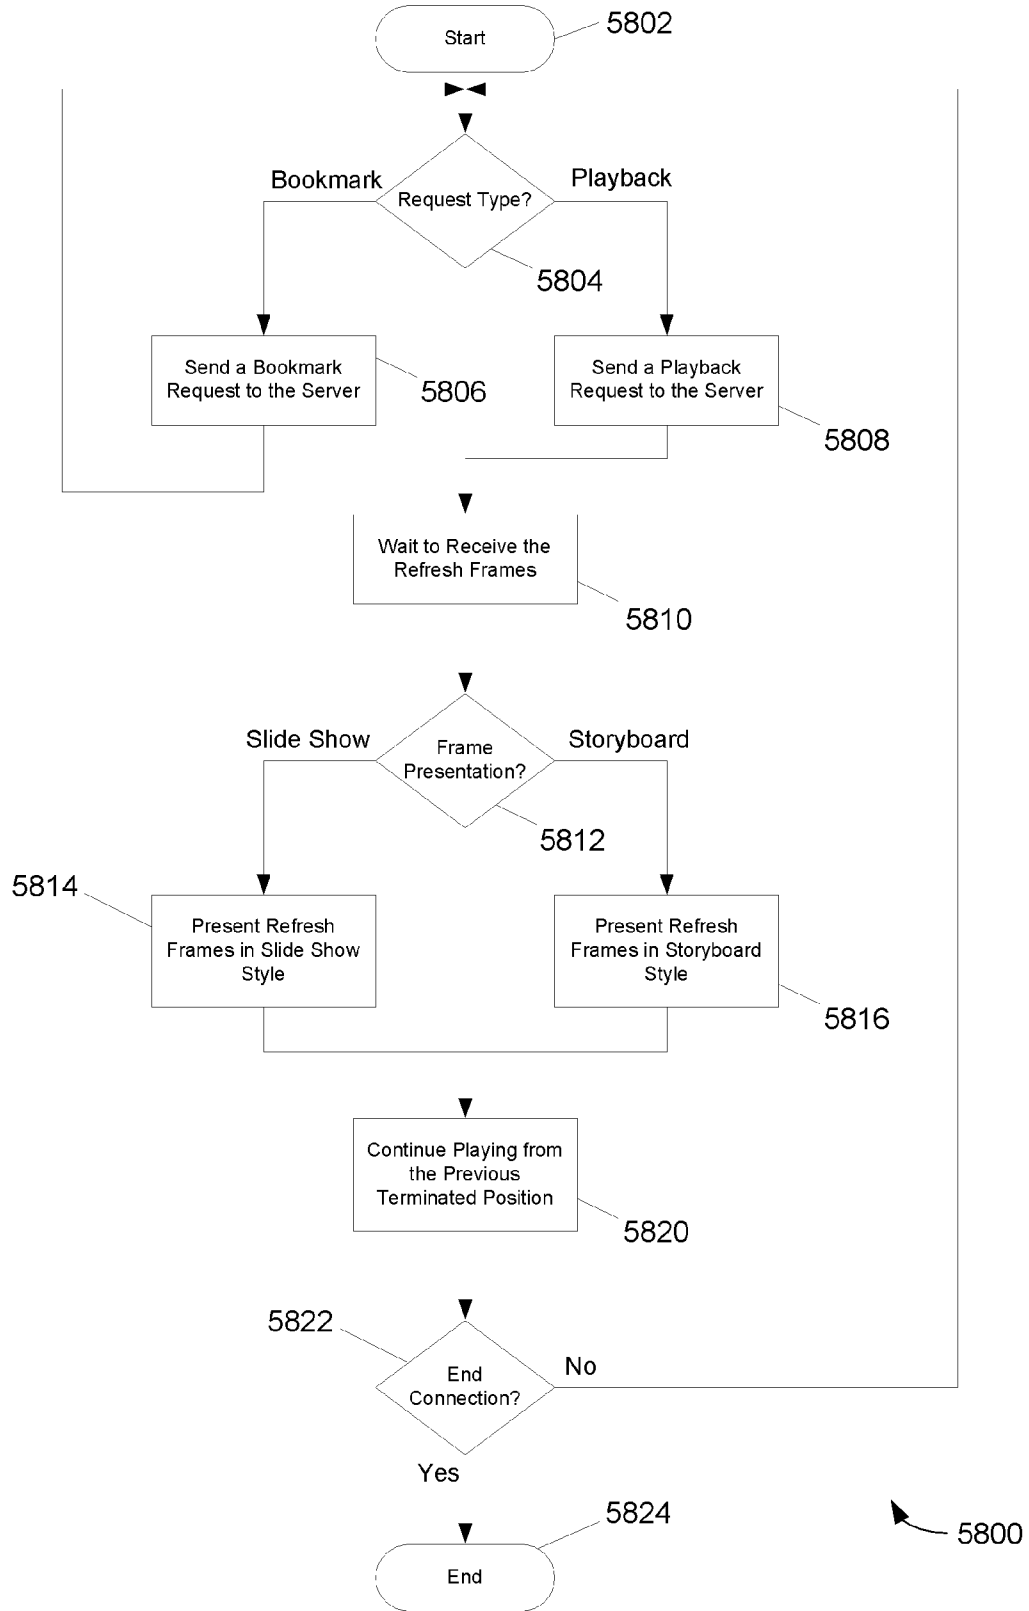 Start
5802
Bookmark
Playback
Request Type?
5804
Send a Bookmark
Request to the Server
5806
Send a Playback
Request to the Server
5808
Wait to Receive the
Refresh Frames
5810
Slide Show
Frame
Presentation?
Storyboard
5812
5814
Present Refresh
Frames in Slide Show
Style
Present Refresh
Frames in Storyboard
Style
5816
Continue Playing from
the Previous
Terminated Position
5820
5822
End
Connection?
No
Yes
5824
End
5800